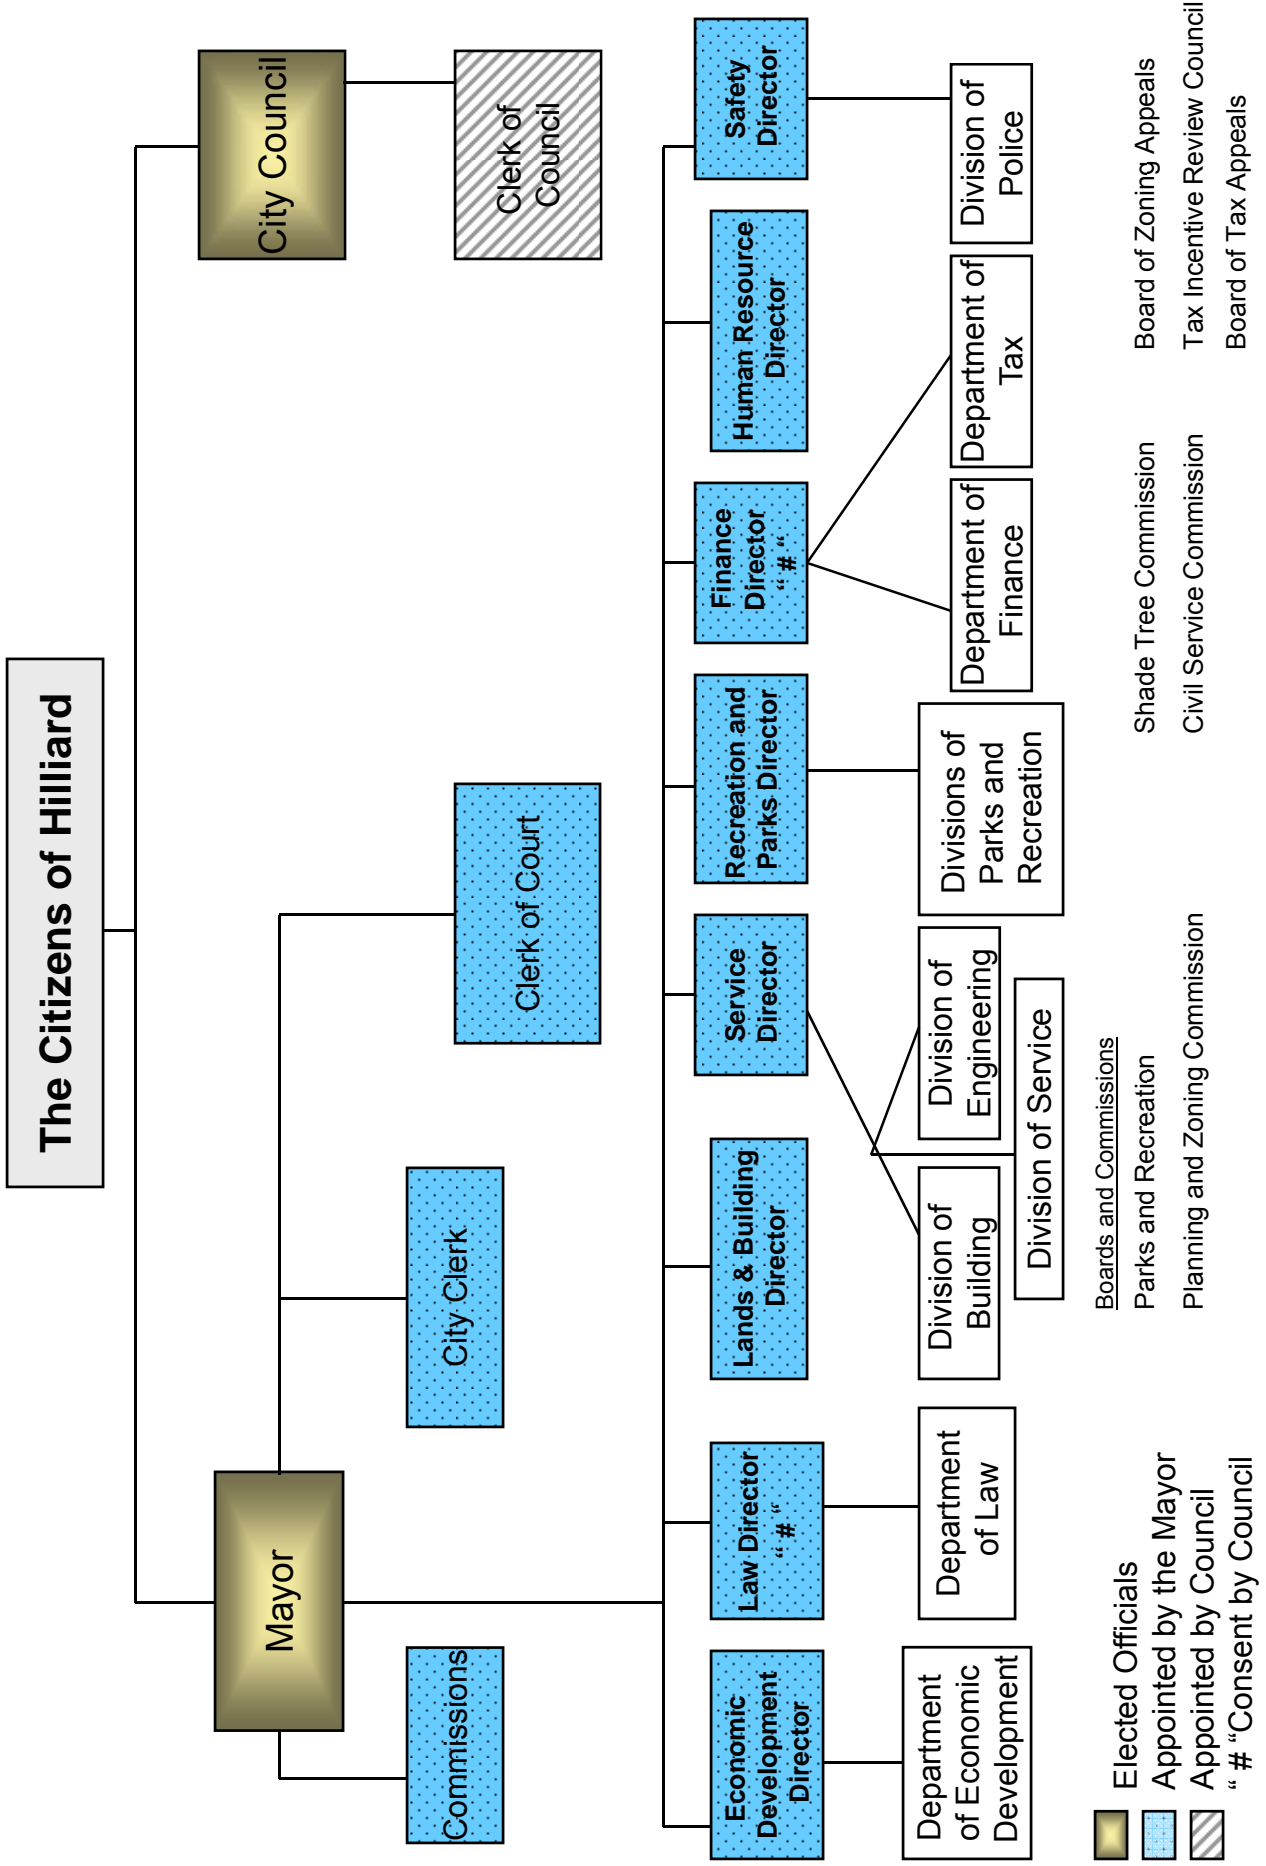 The Citizens of Hilliard
Mayor
City Council
Commissions
City Clerk
Clerk of Court
Clerk of
Council
Economic
Development
Director
Law Director
“ # “
Lands & Building
Director
Service
Director
Recreation and
Parks Director
Finance
Director
“ # “
Human Resource
Director
Safety
Director
Department
of Economic
Development
Department
of Law
Division of
Building
Division of
Engineering
Division of Service
Divisions of
Parks and
Recreation
Department of
Finance
Department of
Tax
Division of
Police
Elected Officials
Appointed by the Mayor
Appointed by Council
“ # “Consent by Council
Boards and Commissions
Parks and Recreation
Planning and Zoning Commission
Shade Tree Commission
Civil Service Commission
Board of Zoning Appeals
Tax Incentive Review Council
Board of Tax Appeals